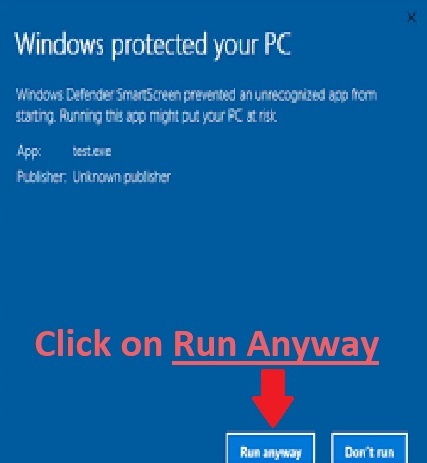 Windows protected your PC
Windows Defender SmartScreen prevented an unrecognized app from
starting. Running this app might put your PC at risk.
App: test.exe
Publisher: Unknown publisher
Click on Run Anyway
Run anyway Don't run